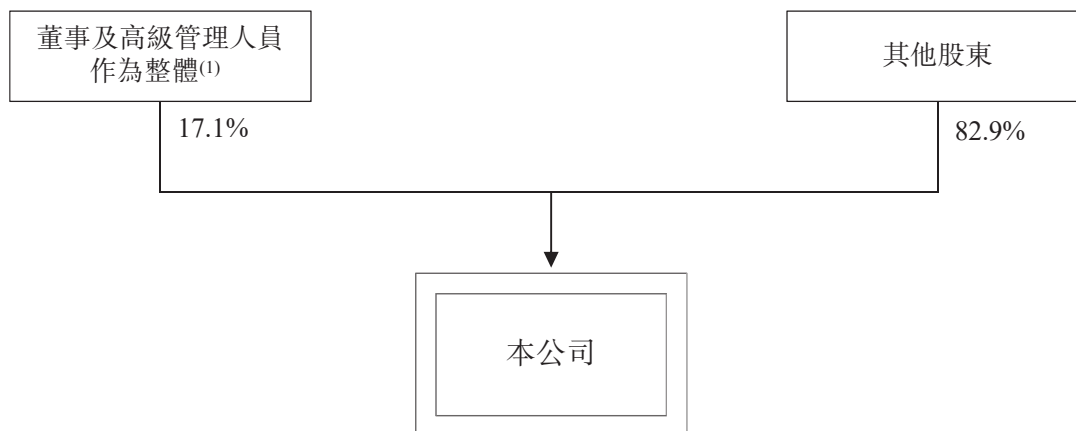 董事及高級管理人員
作為整體(1)
其他股東
17.1%
82.9%
本公司